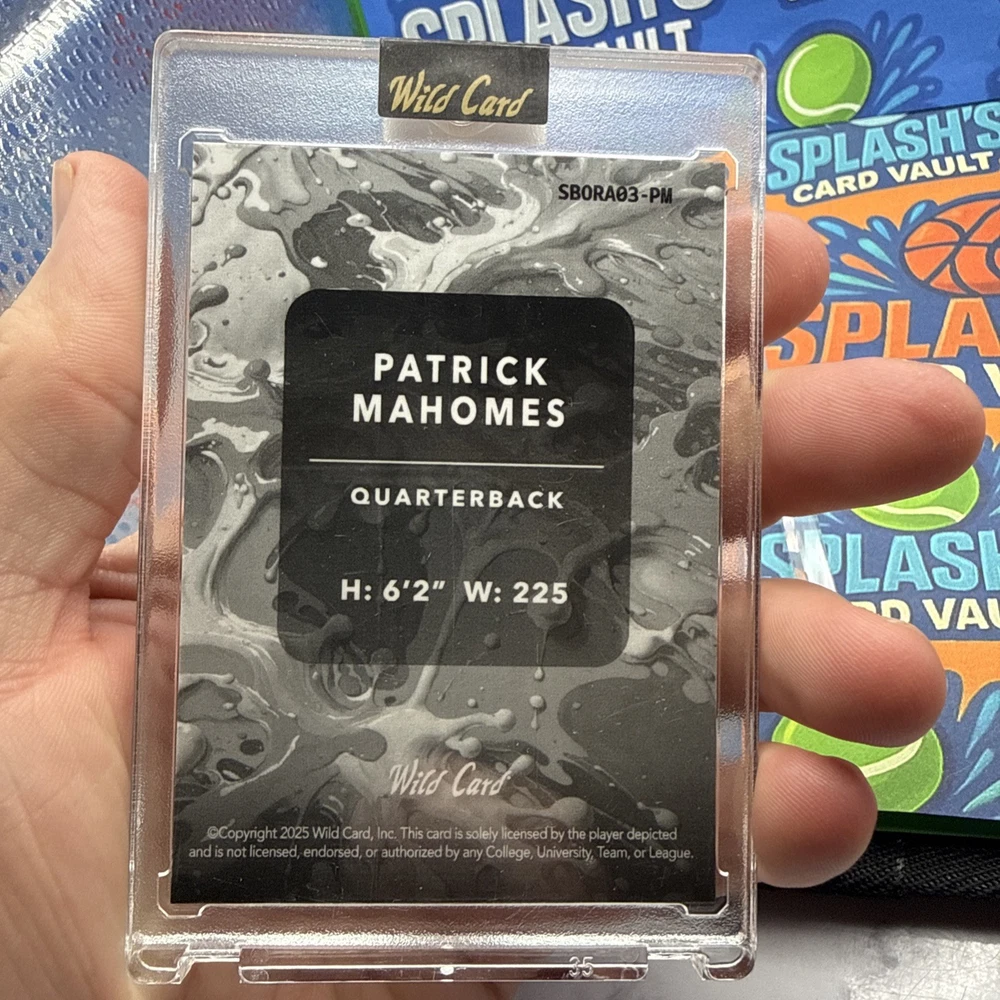 Wild Card
SBORA03-PM
PATRICK
MAHOMES
QUARTERBACK
H: 6'2" W: 225
Wild Card
©Copyright 2025 Wild Card, Inc. This card is solely licensed by the player depicted
and is not licensed, endorsed, or authorized by any College, University, Team, or League.
35
SPLASH'S
VAULT
SPLASH'S
CARD VAULT
SPLA
SPLASH